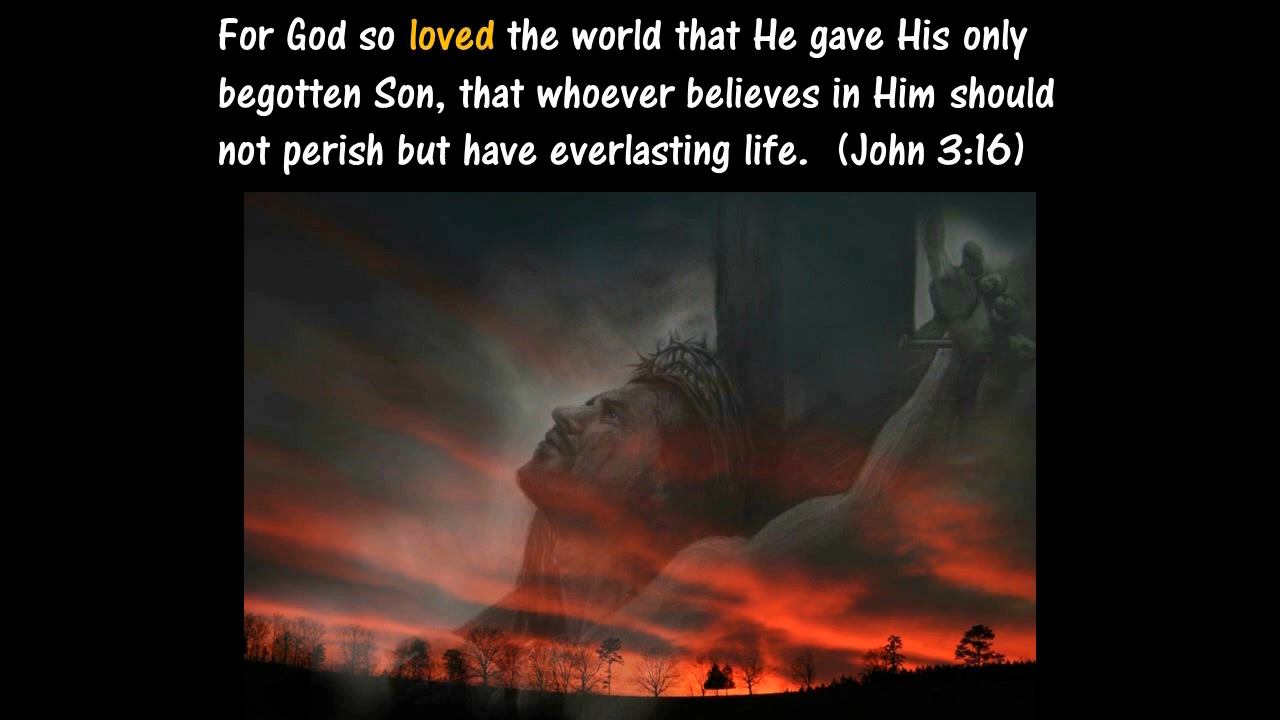 For God so loved the world that He gave His only
begotten Son, that whoever believes in Him should
not perish but have everlasting life. (John 3:16)